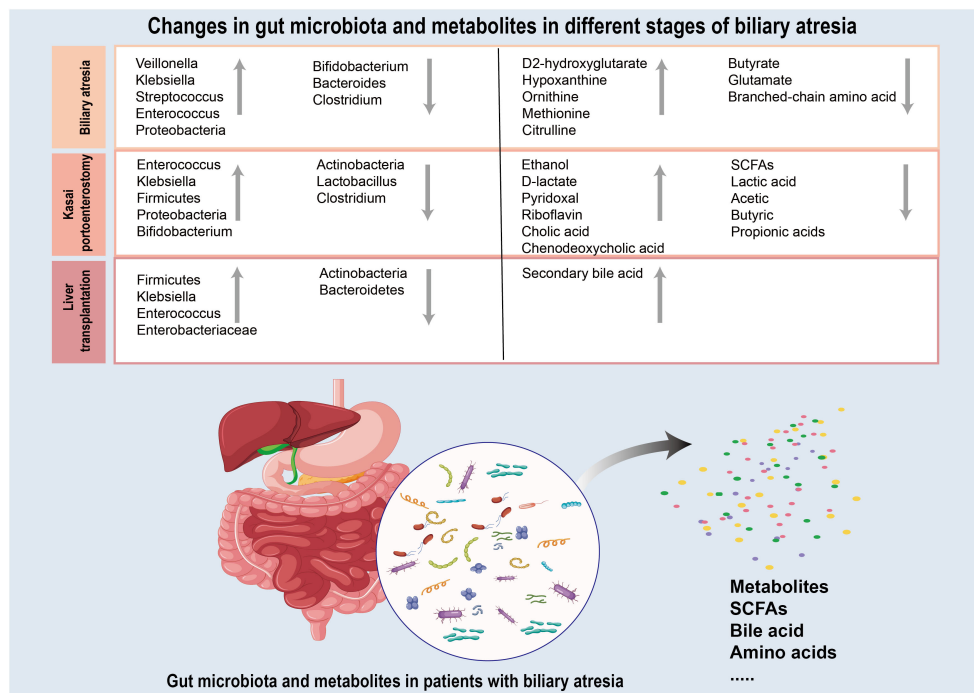 Changes in gut microbiota and metabolites in different stages of biliary atresia
Biliary atresia
Veillonella
Klebsiella
Streptococcus
Enterococcus
Proteobacteria
Bifidobacterium
Bacteroides
Clostridium
D2-hydroxyglutarate
Hypoxanthine
Ornithine
Methionine
Citrulline
Butyrate
Glutamate
Branched-chain amino acid
Kasai
portoenterostomy
Enterococcus
Klebsiella
Firmicutes
Proteobacteria
Bifidobacterium
Actinobacteria
Lactobacillus
Clostridium
Ethanol
D-lactate
Pyridoxal
Riboflavin
Cholic acid
Chenodeoxycholic acid
SCFAs
Lactic acid
Acetic
Butyric
Propionic acids
Liver
transplantation
Firmicutes
Klebsiella
Enterococcus
Enterobacteriaceae
Actinobacteria
Bacteroidetes
Secondary bile acid
Metabolites
SCFAs
Bile acid
Amino acids
.....
Gut microbiota and metabolites in patients with biliary atresia